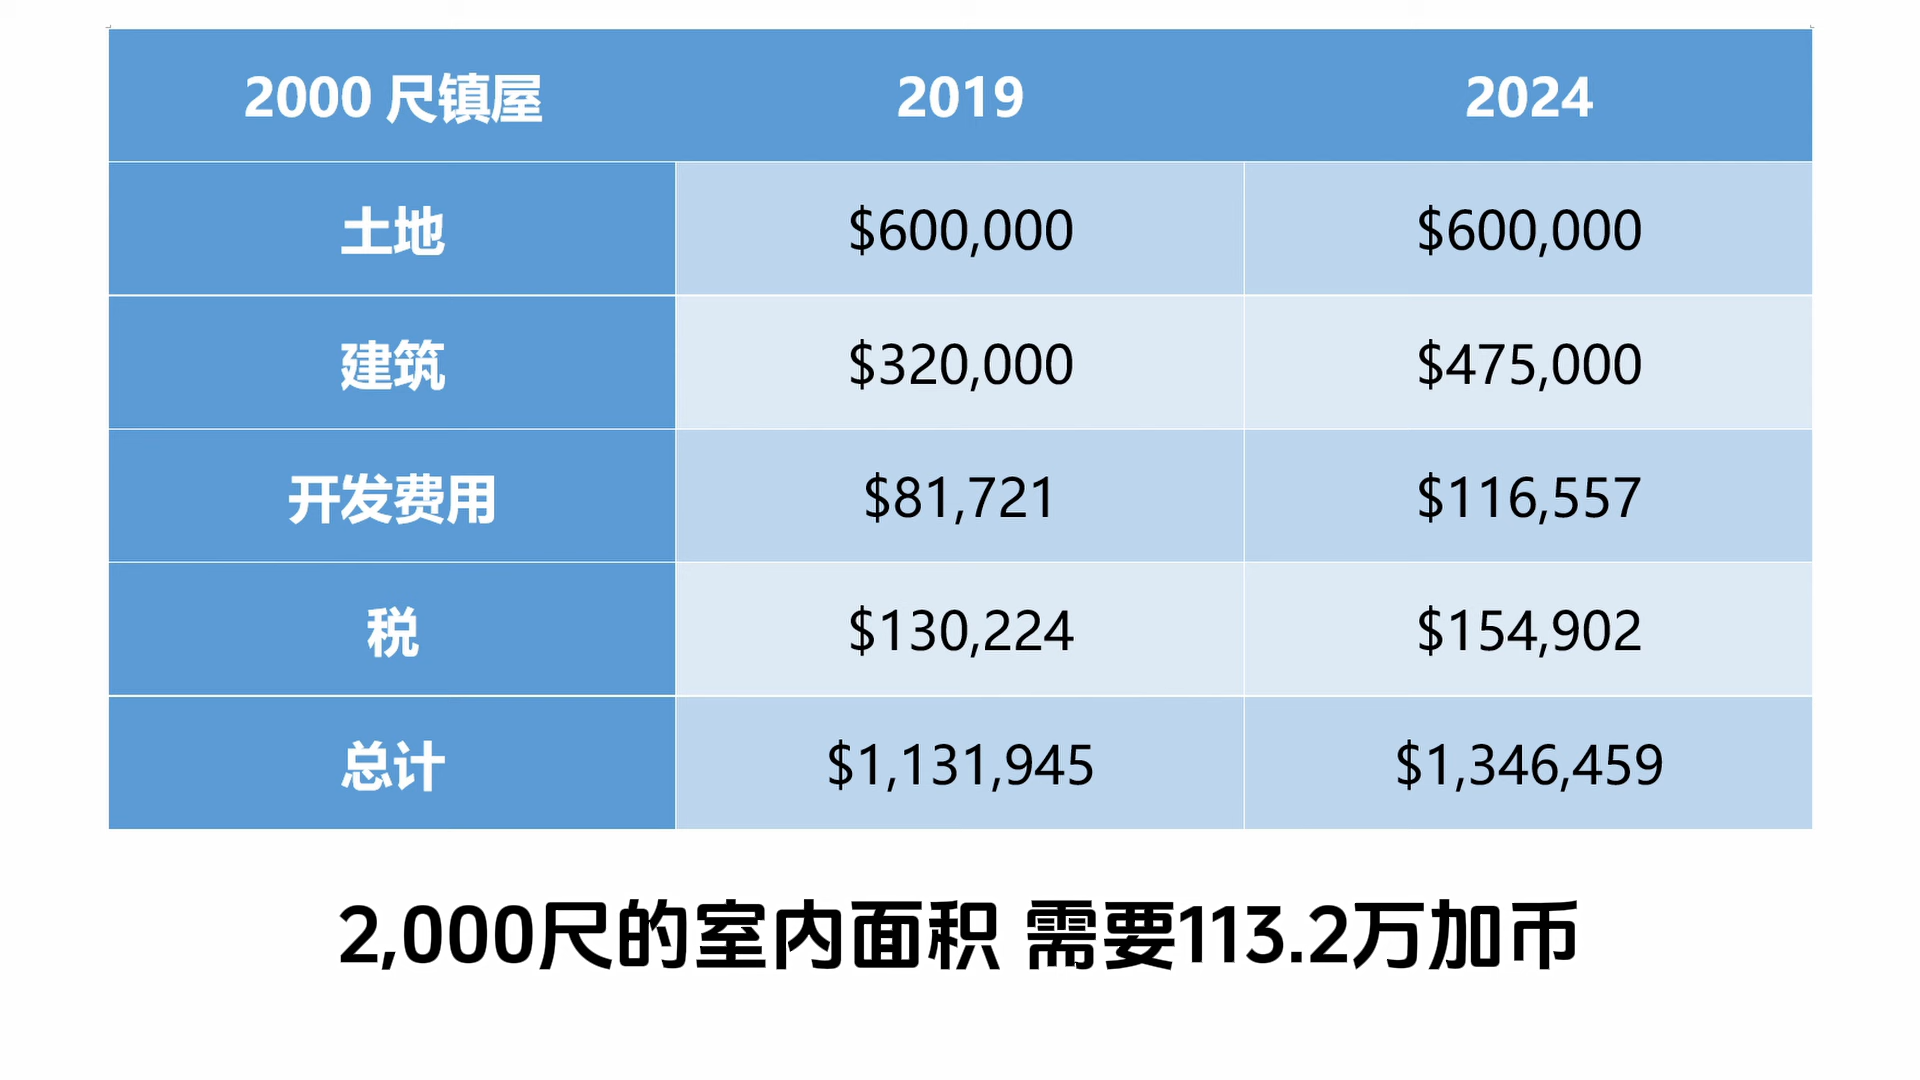 2000 尺镇屋 2019 2024
土地 $600,000 $600,000
建筑 $320,000 $475,000
开发费用 $81,721 $116,557
税 $130,224 $154,902
总计 $1,131,945 $1,346,459
2,000尺的室内面积 需要113.2万加币